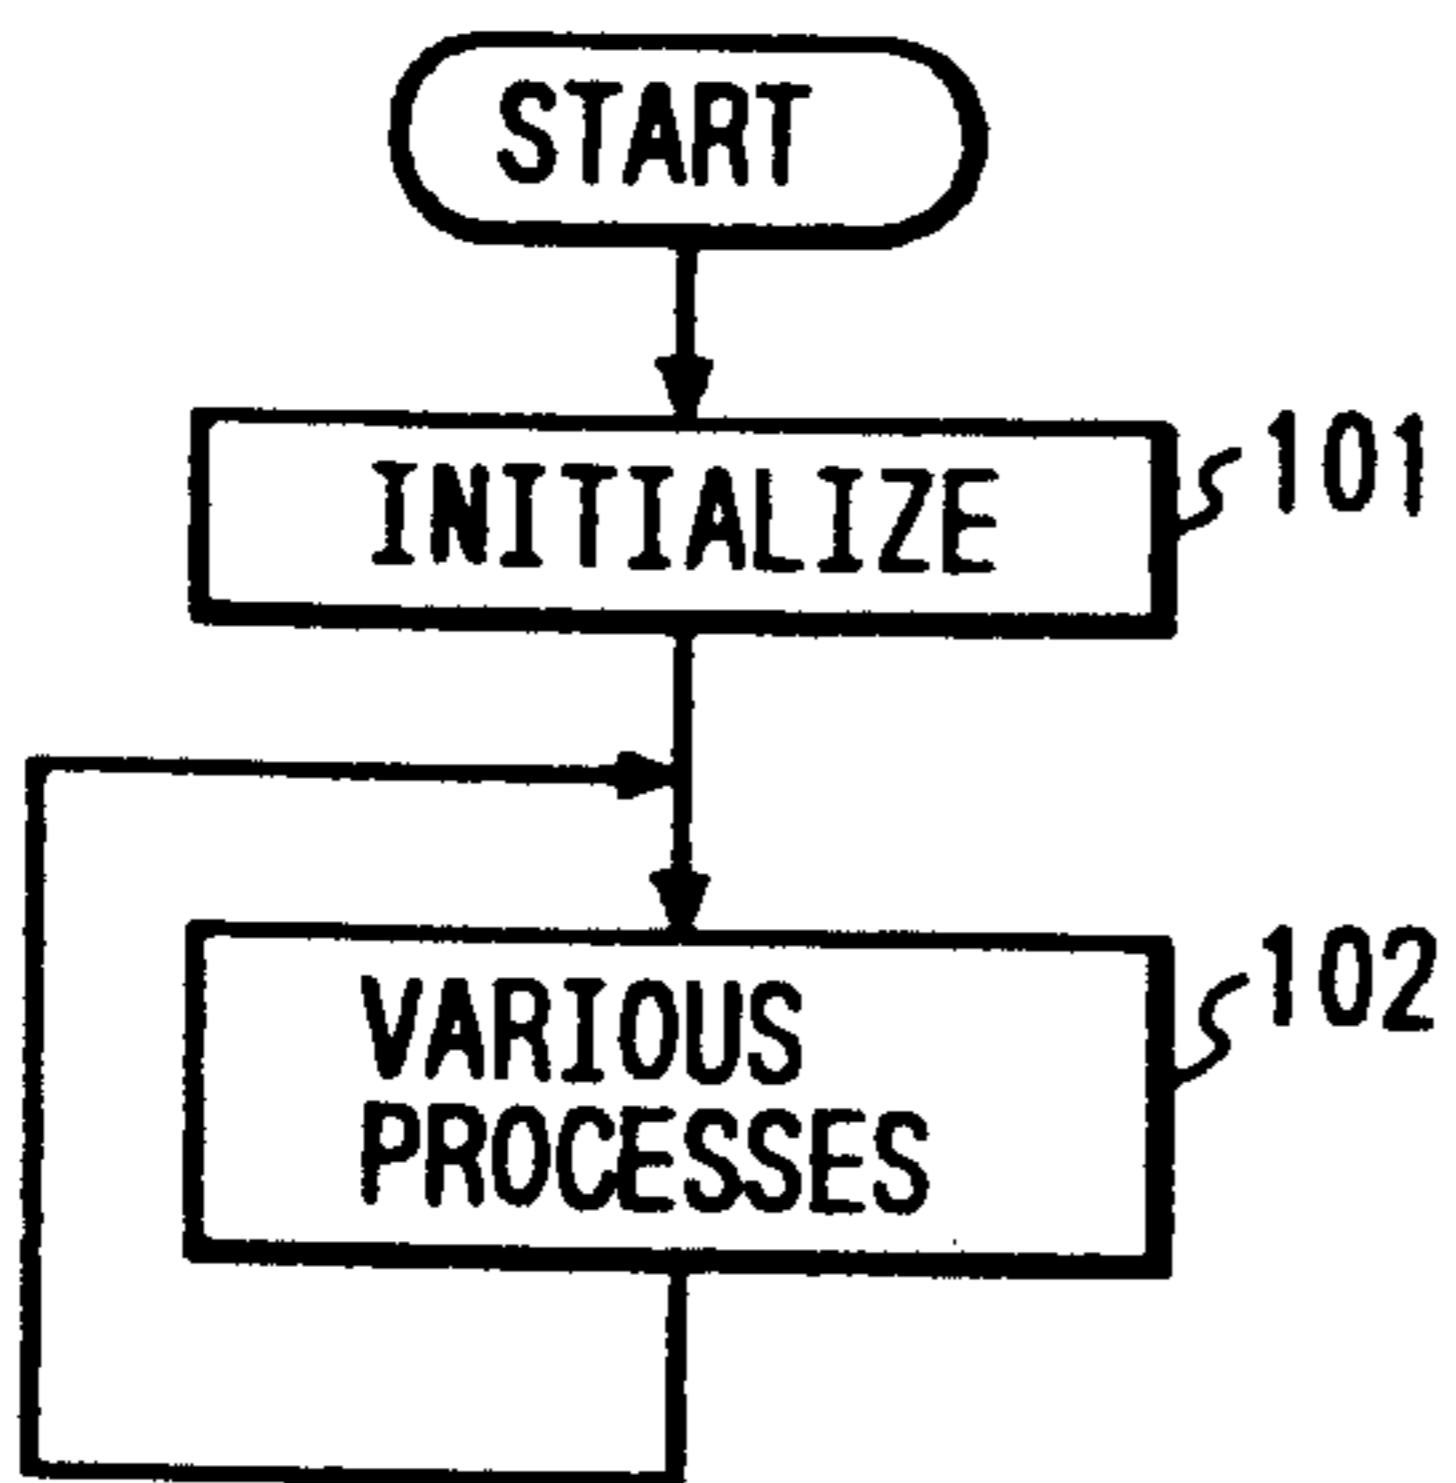 START
INITIALIZE
101
VARIOUS
PROCESSES
102